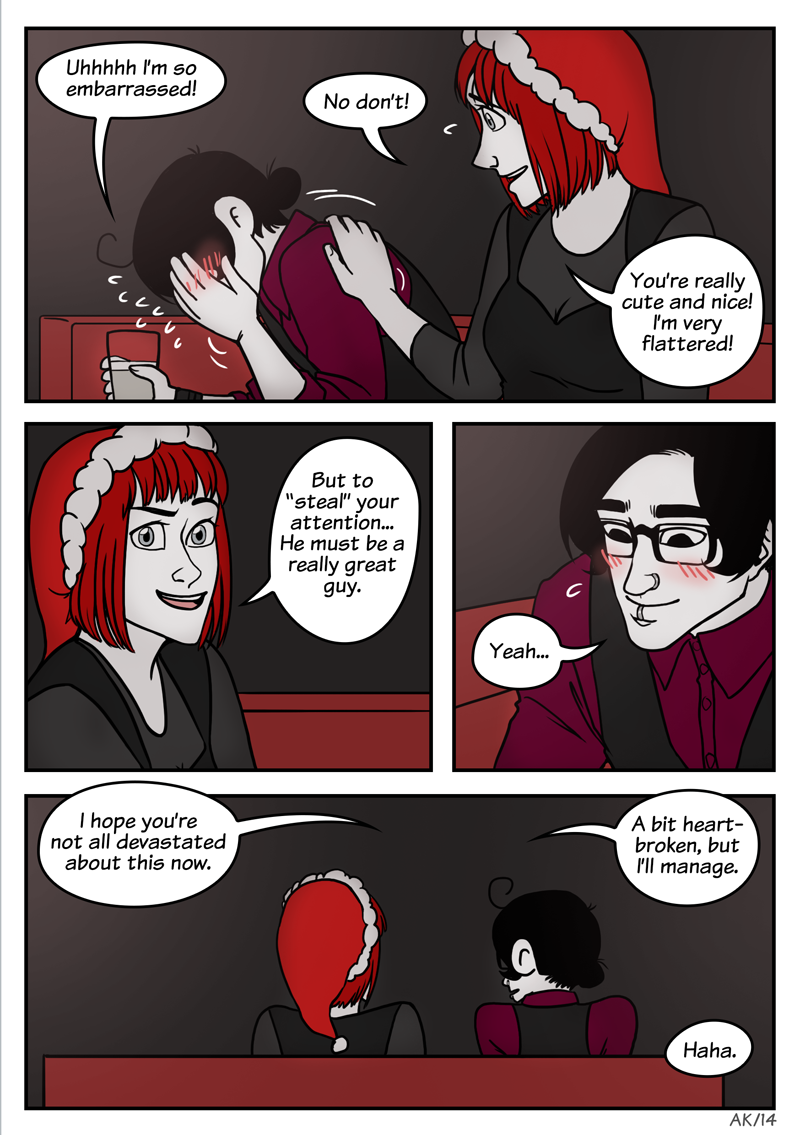 Uhhhhh I'm so
embarrassed!
No don't!
You're really
cute and nice!
I'm very
flattered!
But to
“steal” your
attention...
He must be a
really great
guy.
Yeah...
I hope you're
not all devastated
about this now.
A bit heart-
broken, but
I'll manage.
Haha.
AK/14